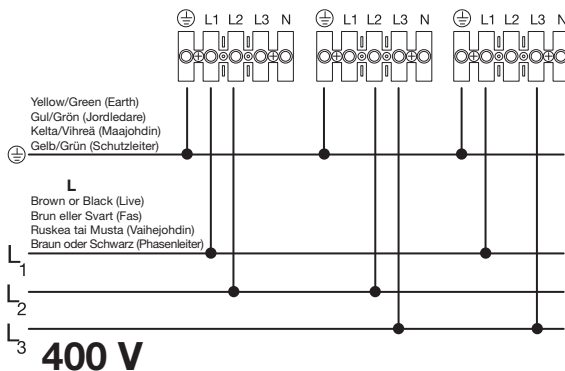 ⏚ L1 L2 L3 N ⏚ L1 L2 L3 N ⏚ L1 L2 L3 N
Yellow/Green (Earth)
Gul/Grön (Jordledare)
Kelta/Vihreä (Maajohdin)
Gelb/Grün (Schutzleiter)
L
Brown or Black (Live)
Brun eller Svart (Fas)
Ruskea tai Musta (Vaihejohdin)
Braun oder Schwarz (Phasenleiter)
L1
L2
L3
400 V